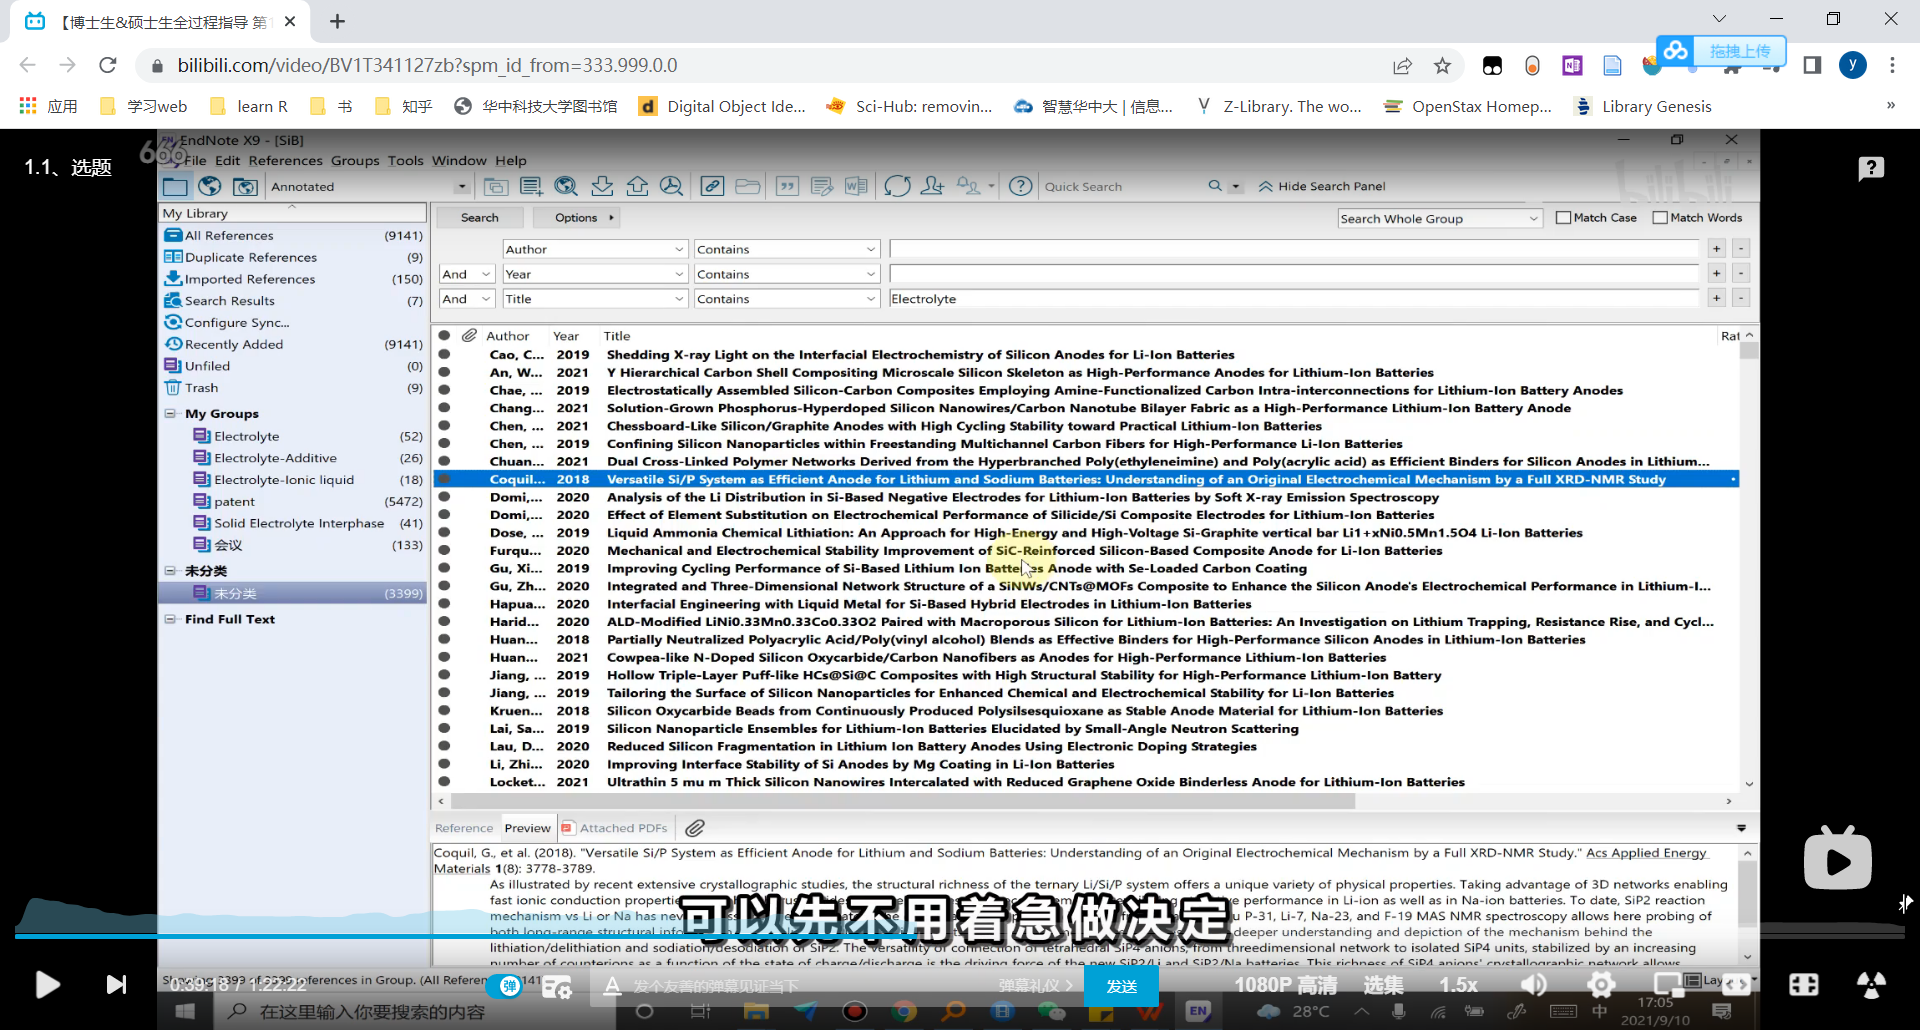 【博士生&硕士生全过程指导 第1
bilibili.com/video/BV1T341127zb?spm_id_from=333.999.0.0
拖拽上传
y
应用
学习web
learn R
书
知乎
华中科技大学图书馆
Digital Object Ide...
Sci-Hub: removin...
智慧华中大 | 信息...
Z-Library. The wo...
OpenStax Homep...
Library Genesis
»
1.1、选题
666
EndNote X9 - [SiB]
File Edit References Groups Tools Window Help
bilibili
Annotated
Quick Search
Hide Search Panel
My Library
All References (9141)
Duplicate References (9)
Imported References (150)
Search Results (7)
Configure Sync...
Recently Added (9141)
Unfiled (0)
Trash (9)
My Groups
Electrolyte (52)
Electrolyte-Additive (26)
Electrolyte-Ionic liquid (18)
patent (5472)
Solid Electrolyte Interphase (41)
会议 (133)
未分类
未分类 (3399)
Find Full Text
Search Options Search Whole Group Match Case Match Words
Author Contains + -
And Year Contains + -
And Title Contains Electrolyte + -
Author Year Title Rat
Cao, C... 2019 Shedding X-ray Light on the Interfacial Electrochemistry of Silicon Anodes for Li-Ion Batteries
An, W... 2021 Y Hierarchical Carbon Shell Compositing Microscale Silicon Skeleton as High-Performance Anodes for Lithium-Ion Batteries
Chae, ... 2019 Electrostatically Assembled Silicon-Carbon Composites Employing Amine-Functionalized Carbon Intra-interconnections for Lithium-Ion Battery Anodes
Chang... 2021 Solution-Grown Phosphorus-Hyperdoped Silicon Nanowires/Carbon Nanotube Bilayer Fabric as a High-Performance Lithium-Ion Battery Anode
Chen, ... 2021 Chessboard-Like Silicon/Graphite Anodes with High Cycling Stability toward Practical Lithium-Ion Batteries
Chen, ... 2019 Confining Silicon Nanoparticles within Freestanding Multichannel Carbon Fibers for High-Performance Li-Ion Batteries
Chuan... 2021 Dual Cross-Linked Polymer Networks Derived from the Hyperbranched Poly(ethyleneimine) and Poly(acrylic acid) as Efficient Binders for Silicon Anodes in Lithium...
Coquil... 2018 Versatile Si/P System as Efficient Anode for Lithium and Sodium Batteries: Understanding of an Original Electrochemical Mechanism by a Full XRD-NMR Study
Domi,... 2020 Analysis of the Li Distribution in Si-Based Negative Electrodes for Lithium-Ion Batteries by Soft X-ray Emission Spectroscopy
Domi,... 2020 Effect of Element Substitution on Electrochemical Performance of Silicide/Si Composite Electrodes for Lithium-Ion Batteries
Dose, ... 2019 Liquid Ammonia Chemical Lithiation: An Approach for High-Energy and High-Voltage Si-Graphite vertical bar Li1+xNi0.5Mn1.5O4 Li-Ion Batteries
Furqu... 2020 Mechanical and Electrochemical Stability Improvement of SiC-Reinforced Silicon-Based Composite Anode for Li-Ion Batteries
Gu, Xi... 2019 Improving Cycling Performance of Si-Based Lithium Ion Batteries Anode with Se-Loaded Carbon Coating
Gu, Zh... 2020 Integrated and Three-Dimensional Network Structure of a SiNWs/CNTs@MOFs Composite to Enhance the Silicon Anode's Electrochemical Performance in Lithium-I...
Hapua... 2020 Interfacial Engineering with Liquid Metal for Si-Based Hybrid Electrodes in Lithium-Ion Batteries
Harid... 2020 ALD-Modified LiNi0.33Mn0.33Co0.33O2 Paired with Macroporous Silicon for Lithium-Ion Batteries: An Investigation on Lithium Trapping, Resistance Rise, and Cycl...
Huan... 2018 Partially Neutralized Polyacrylic Acid/Poly(vinyl alcohol) Blends as Effective Binders for High-Performance Silicon Anodes in Lithium-Ion Batteries
Huan... 2021 Cowpea-like N-Doped Silicon Oxycarbide/Carbon Nanofibers as Anodes for High-Performance Lithium-Ion Batteries
Jiang, ... 2019 Hollow Triple-Layer Puff-like HCs@Si@C Composites with High Structural Stability for High-Performance Lithium-Ion Battery
Jiang, ... 2019 Tailoring the Surface of Silicon Nanoparticles for Enhanced Chemical and Electrochemical Stability for Li-Ion Batteries
Kruen... 2018 Silicon Oxycarbide Beads from Continuously Produced Polysilsesquioxane as Stable Anode Material for Lithium-Ion Batteries
Lai, Sa... 2019 Silicon Nanoparticle Ensembles for Lithium-Ion Batteries Elucidated by Small-Angle Neutron Scattering
Lau, D... 2020 Reduced Silicon Fragmentation in Lithium Ion Battery Anodes Using Electronic Doping Strategies
Li, Zhi... 2020 Improving Interface Stability of Si Anodes by Mg Coating in Li-Ion Batteries
Locket... 2021 Ultrathin 5 mu m Thick Silicon Nanowires Intercalated with Reduced Graphene Oxide Binderless Anode for Lithium-Ion Batteries
Reference Preview Attached PDFs
Coquil, G., et al. (2018). "Versatile Si/P System as Efficient Anode for Lithium and Sodium Batteries: Understanding of an Original Electrochemical Mechanism by a Full XRD-NMR Study." Acs Applied Energy
Materials 1(8): 3778-3789.
As illustrated by recent extensive crystallographic studies, the structural richness of the ternary Li/Si/P system offers a unique variety of physical properties. Taking advantage of 3D networks enabling
fast ionic conduction performance in Li-ion as well as in Na-ion batteries. To date, SiP2 reaction
mechanism vs Li or Na has P-31, Li-7, Na-23, and F-19 MAS NMR spectroscopy allows here probing of
both long-range structural deeper understanding and depiction of the mechanism behind the
lithiation/delithiation and sodiation/desodiation of SiP2. The versatility of connection of tetrahedral SiP4 anions, from threedimensional network to isolated SiP4 units, stabilized by an increasing
number of counterions as a function of the state of charge/discharge is the driving force of the new SiP2/Li and SiP2/Na batteries. This richness of SiP4 anions' crystallographic network allows
可以先不用着急做决定
Showing 3399 of 3399 references in Group. (All References: 9141)
0:39:18 / 1:22:22
弹
发个友善的弹幕见证当下
弹幕礼仪 >
发送
1080P 高清
选集
1.5x
在这里输入你要搜索的内容
EN
28°C
中
17:05
2021/9/10